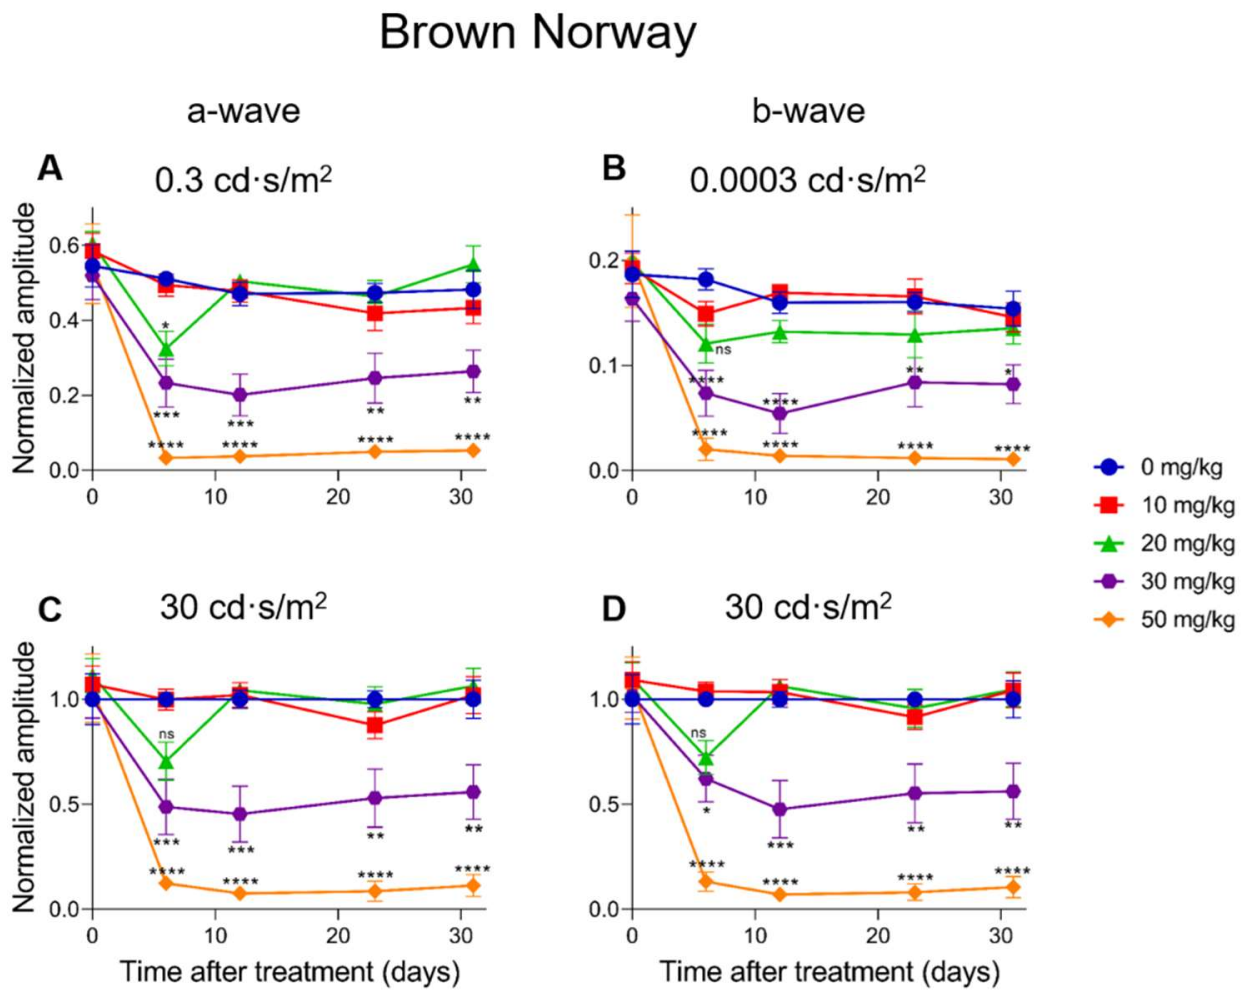 Brown Norway
a-wave
b-wave
A
0.3 cd·s/m²
B
0.0003 cd·s/m²
Normalized amplitude
0.6
0.4
0.2
0.0
*
***
***
**
**
****
****
****
****
0
10
20
30
0.2
0.1
0.0
ns
****
****
**
*
****
****
****
****
0
10
20
30
0 mg/kg
10 mg/kg
20 mg/kg
30 mg/kg
50 mg/kg
C
30 cd·s/m²
D
30 cd·s/m²
Normalized amplitude
1.0
0.5
0.0
ns
***
***
**
**
****
****
****
****
0
10
20
30
Time after treatment (days)
1.0
0.5
0.0
ns
*
***
**
**
****
****
****
****
0
10
20
30
Time after treatment (days)